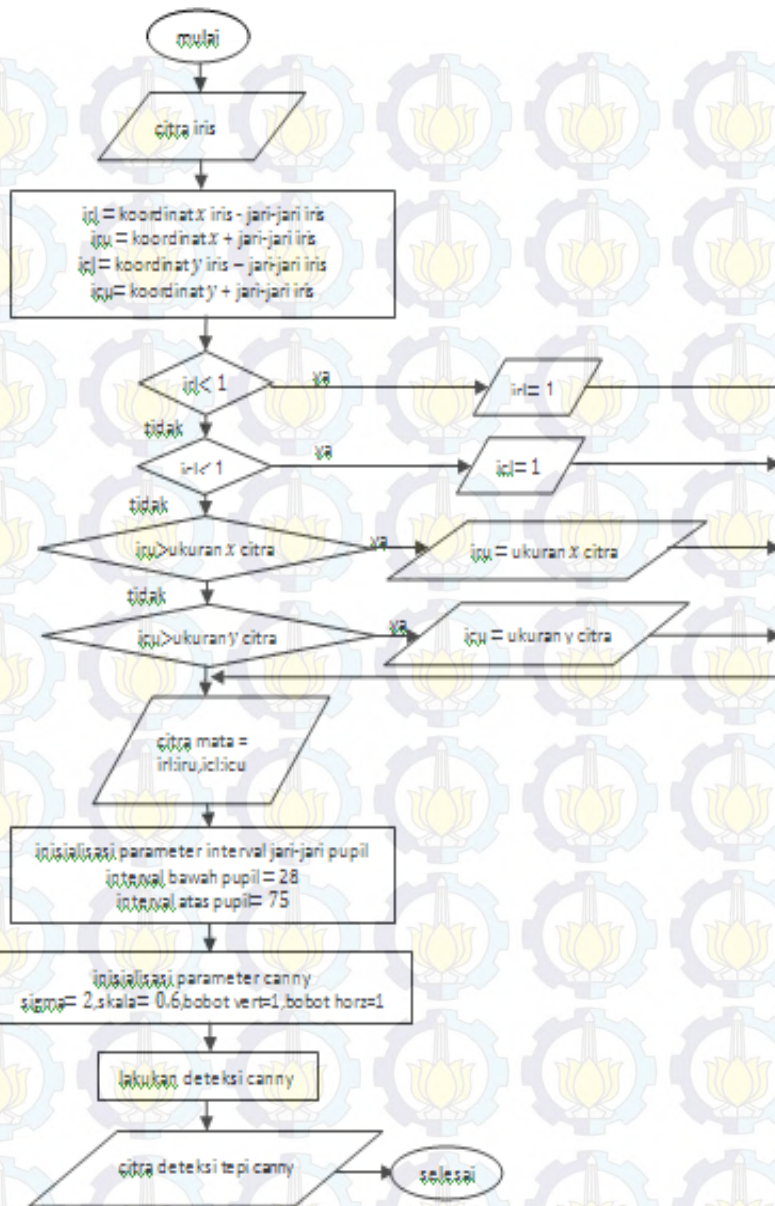 mulai
citra iris
irl = koordinat x iris - jari-jari iris
iru = koordinat x + jari-jari iris
icl = koordinat y iris – jari-jari iris
icu= koordinat y + jari-jari iris
irl< 1
ya
irl= 1
tidak
< 1
ya
icl= 1
tidak
iru>ukuran x citra
ya
iru = ukuran x citra
tidak
icu>ukuran y citra
ya
icu = ukuran y citra
citra mata =
irl:iru,icl:icu
inisialisasi parameter interval jari-jari pupil
interval bawah pupil = 28
interval atas pupil= 75
inisialisasi parameter canny
sigma= 2,skala= 0.6,bobot vert=1,bobot horz=1
lakukan deteksi canny
citra deteksi tepi canny
selesai